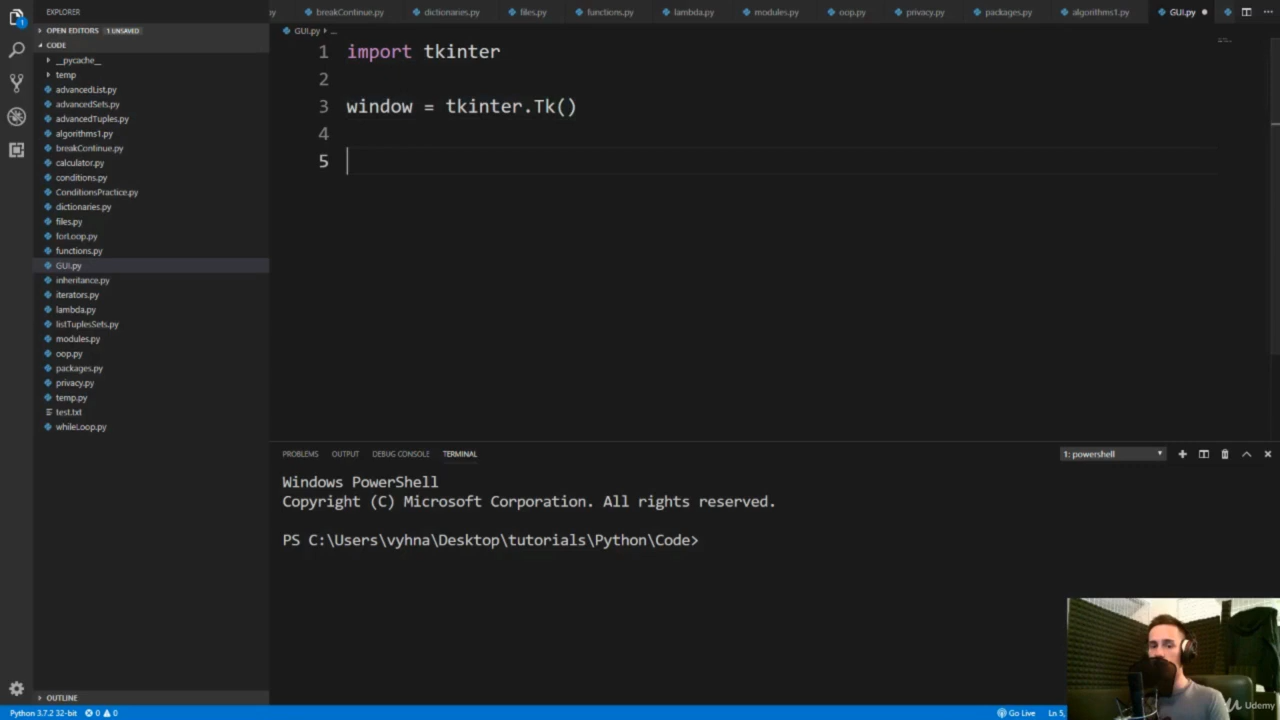 EXPLORER
OPEN EDITORS 1 UNSAVED
CODE
__pycache__
temp
advancedList.py
advancedSets.py
advancedTuples.py
algorithms1.py
breakContinue.py
calculator.py
conditions.py
ConditionsPractice.py
dictionaries.py
files.py
forLoop.py
functions.py
GUI.py
inheritance.py
iterators.py
lambda.py
listTuplesSets.py
modules.py
oop.py
packages.py
privacy.py
temp.py
test.txt
whileLoop.py
OUTLINE
py breakContinue.py dictionaries.py files.py functions.py lambda.py modules.py oop.py privacy.py packages.py algorithms1.py GUI.py
GUI.py ...
1 import tkinter
2
3 window = tkinter.Tk()
4
5
PROBLEMS OUTPUT DEBUG CONSOLE TERMINAL 1: powershell
Windows PowerShell
Copyright (C) Microsoft Corporation. All rights reserved.
PS C:\Users\vyhna\Desktop\tutorials\Python\Code>
Udemy
Python 3.7.2 32-bit 0 0 Go Live Ln 5,
1